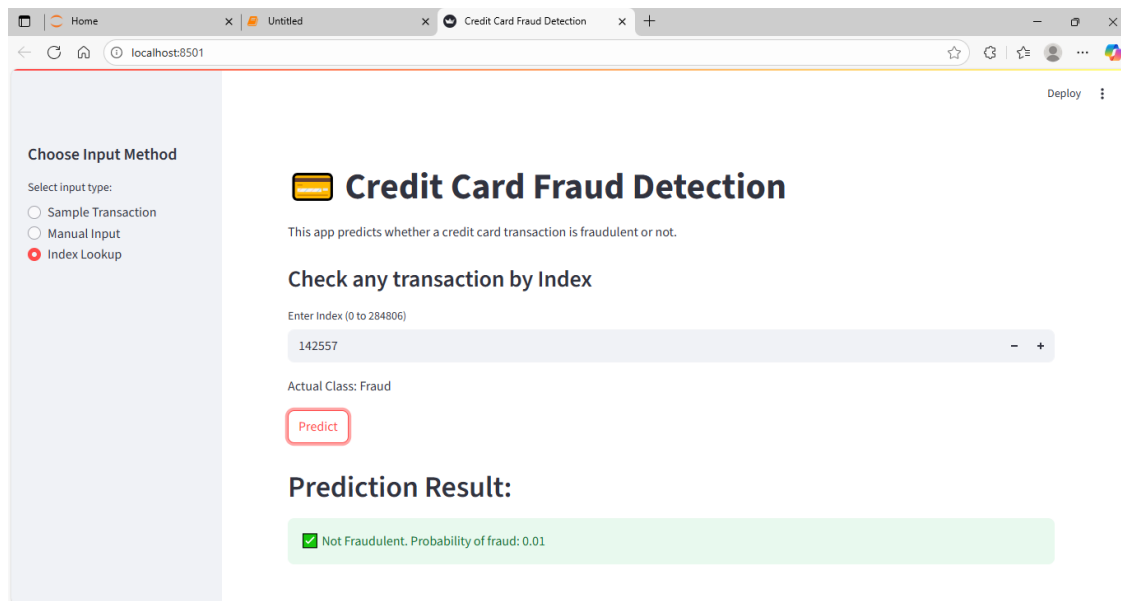 Home
Untitled
Credit Card Fraud Detection
localhost:8501
Deploy
Choose Input Method
Select input type:
Sample Transaction
Manual Input
Index Lookup
Credit Card Fraud Detection
This app predicts whether a credit card transaction is fraudulent or not.
Check any transaction by Index
Enter Index (0 to 284806)
142557
Actual Class: Fraud
Predict
Prediction Result:
Not Fraudulent. Probability of fraud: 0.01